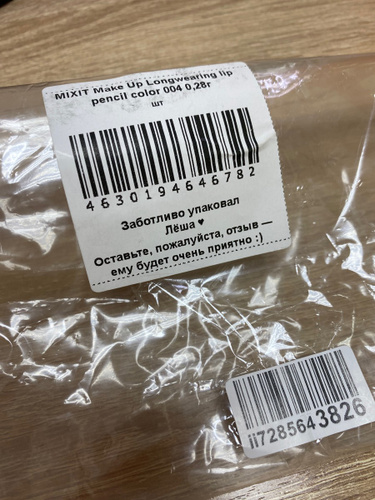 MIXIT Make Up Longwearing lip
pencil color 004 0,28г
шт
4630194646782
Заботливо упаковал
Лёша ♥
Оставьте, пожалуйста, отзыв —
ему будет очень приятно :)
ii7285643826